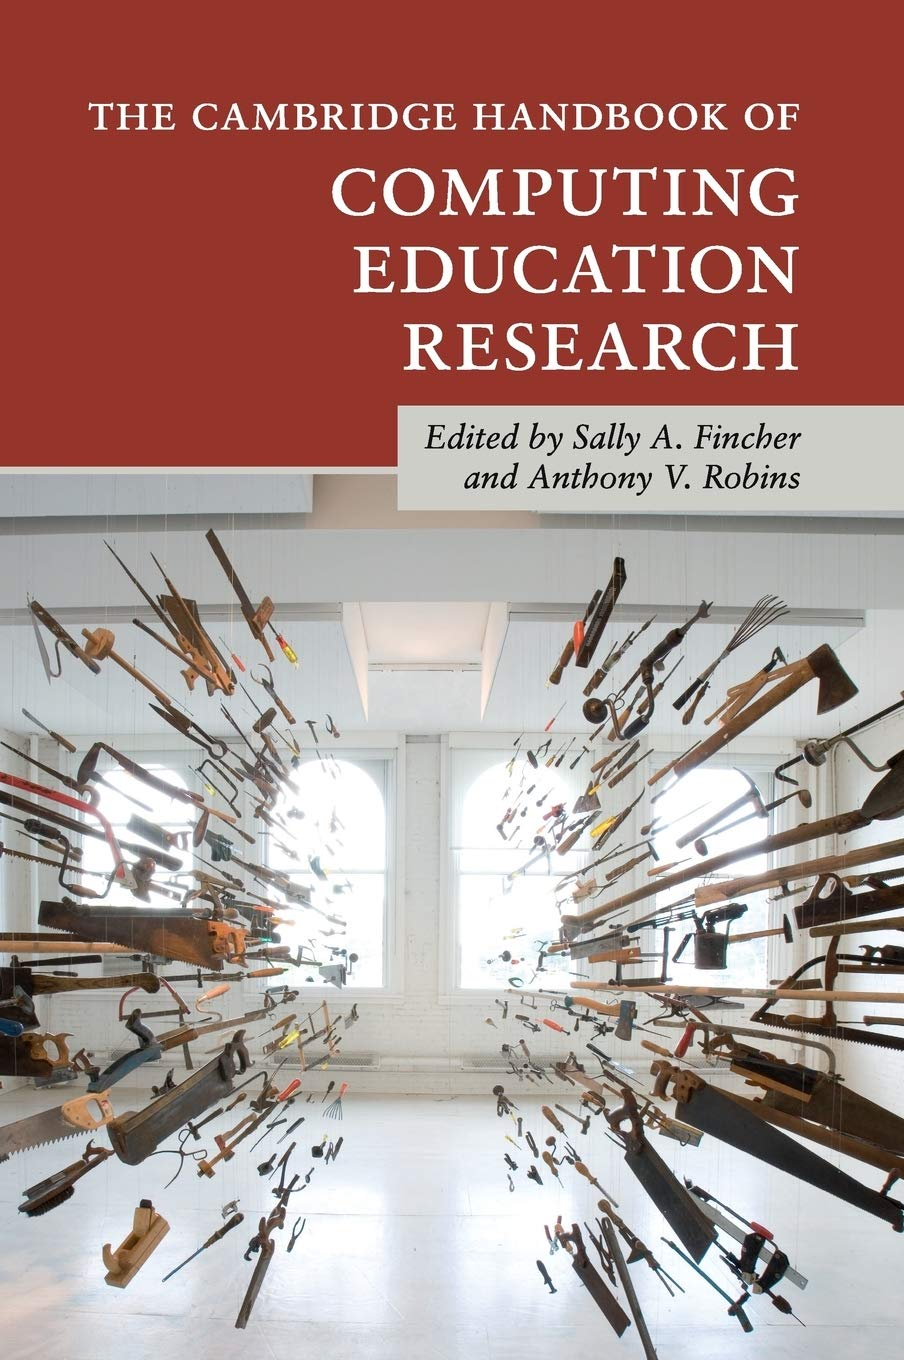 THE CAMBRIDGE HANDBOOK OF
COMPUTING
EDUCATION
RESEARCH
Edited by Sally A. Fincher
and Anthony V. Robins